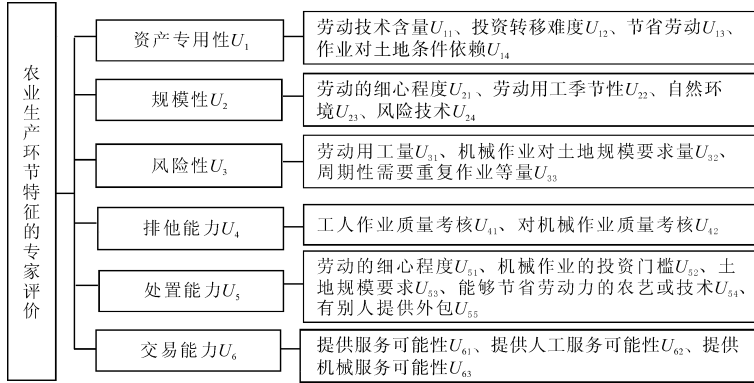 农业生产环节特征的专家评价
资产专用性U₁
劳动技术含量U₁₁、投资转移难度U₁₂、节省劳动U₁₃、
作业对土地条件依赖U₁₄
规模性U₂
劳动的细心程度U₂₁、劳动用工季节性U₂₂、自然环
境U₂₃、风险技术U₂₄
风险性U₃
劳动用工量U₃₁、机械作业对土地规模要求量U₃₂、
周期性需要重复作业等量U₃₃
排他能力U₄
工人作业质量考核U₄₁、对机械作业质量考核U₄₂
处置能力U₅
劳动的细心程度U₅₁、机械作业的投资门槛U₅₂、土
地规模要求U₅₃、能够节省劳动力的农艺或技术U₅₄、
有别人提供外包U₅₅
交易能力U₆
提供服务可能性U₆₁、提供人工服务可能性U₆₂、提供
机械服务可能性U₆₃